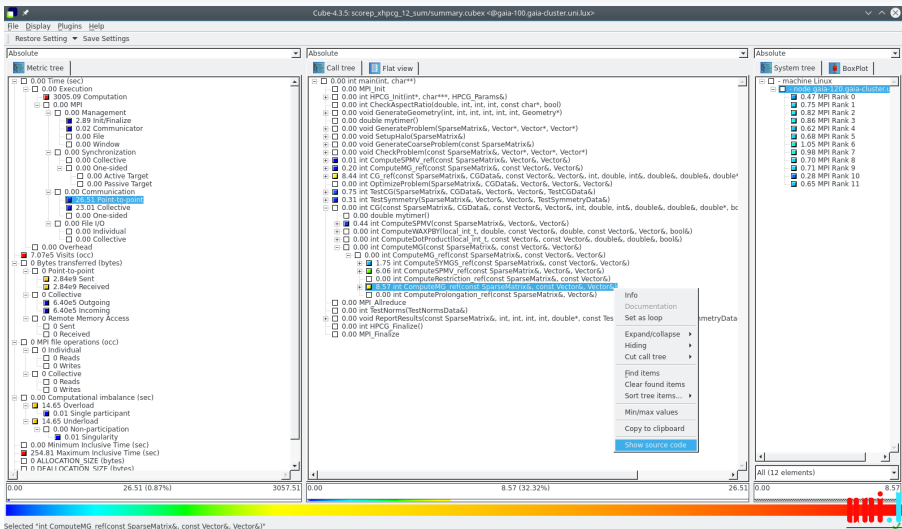 Cube-4.3.5: scorep_xhpcg_12_sum/summary.cubex <@gaia-100.gaia-cluster.uni.lux>
File Display Plugins Help
Restore Setting Save Settings
Absolute
Metric tree
0.00 Time (sec)
0.00 Execution
3005.09 Computation
0.00 MPI
0.00 Management
2.89 Init/Finalize
0.02 Communicator
0.00 File
0.00 Window
0.00 Synchronization
0.00 Collective
0.00 One-sided
0.00 Active Target
0.00 Passive Target
0.00 Communication
26.51 Point-to-point
23.01 Collective
0.00 One-sided
0.00 File I/O
0.00 Individual
0.00 Collective
0.00 Overhead
7.07e5 Visits (occ)
0 Bytes transferred (bytes)
0 Point-to-point
2.84e9 Sent
2.84e9 Received
0 Collective
6.40e5 Outgoing
6.40e5 Incoming
0 Remote Memory Access
0 Sent
0 Received
0 MPI file operations (occ)
0 Individual
0 Reads
0 Writes
0 Collective
0 Reads
0 Writes
0.00 Computational imbalance (sec)
14.65 Overload
0.01 Single participant
14.65 Underload
0.00 Non-participation
0.01 Singularity
0.00 Minimum Inclusive Time (sec)
254.81 Maximum Inclusive Time (sec)
0 ALLOCATION_SIZE (bytes)
0 DEALLOCATION_SIZE (bytes)
0.00 26.51 (0.87%) 3057.51
Absolute
Call tree Flat view
0.00 int main(int, char**)
0.00 MPI_Init
0.00 int HPCG_Init(int*, char***, HPCG_Params&)
0.00 int CheckAspectRatio(double, int, int, int, const char*, bool)
0.00 void GenerateGeometry(int, int, int, int, int, Geometry*)
0.00 double mytimer()
0.00 void GenerateProblem(SparseMatrix&, Vector*, Vector*, Vector*)
0.00 void SetupHalo(SparseMatrix&)
0.00 void GenerateCoarseProblem(const SparseMatrix&)
0.00 void CheckProblem(const SparseMatrix&, Vector*, Vector*, Vector*)
0.01 int ComputeSPMV_ref(const SparseMatrix&, Vector&, Vector&)
0.20 int ComputeMG_ref(const SparseMatrix&, const Vector&, Vector&)
8.44 int CG_ref(const SparseMatrix&, CGData&, const Vector&, Vector&, int, double, int&, double&, double*
0.00 int OptimizeProblem(SparseMatrix&, CGData&, Vector&, Vector&, Vector&)
0.75 int TestCG(SparseMatrix&, CGData&, Vector&, Vector&, TestCGData&)
0.31 int TestSymmetry(SparseMatrix&, Vector&, Vector&, TestSymmetryData&)
0.00 int CG(const SparseMatrix&, CGData&, const Vector&, Vector&, int, double, int&, double&, double&, double*, bc
0.00 double mytimer()
0.44 int ComputeSPMV(const SparseMatrix&, Vector&, Vector&)
0.00 int ComputeWAXPBY(local_int_t, double, const Vector&, double, const Vector&, Vector&, bool&)
0.00 int ComputeDotProduct(local_int_t, const Vector&, const Vector&, double&, double&, bool&)
0.00 int ComputeMG(const SparseMatrix&, const Vector&, Vector&)
0.00 int ComputeMG_ref(const SparseMatrix&, const Vector&, Vector&)
1.75 int ComputeSYMGS_ref(const SparseMatrix&, const Vector&, Vector&)
6.06 int ComputeSPMV_ref(const SparseMatrix&, Vector&, Vector&)
0.00 int ComputeRestriction_ref(const SparseMatrix&, const Vector&)
8.57 int ComputeMG_ref(const SparseMatrix&, const Vector&, Vector&)
0.00 int ComputeProlongation_ref(const SparseMatrix&, Vector&)
0.00 MPI_Allreduce
0.00 int TestNorms(TestNormsData&)
0.00 void ReportResults(const SparseMatrix&, int, int, int, double*, const Tes mmetryData
0.00 int HPCG_Finalize()
0.00 MPI_Finalize
Info
Documentation
Set as loop
Expand/collapse
Hiding
Cut call tree
Find items
Clear found items
Sort tree items...
Min/max values
Copy to clipboard
Show source code
0.00 8.57 (32.32%) 26.51
Absolute
System tree BoxPlot
- machine Linux
- node gaia-120.gaia-cluster.u
0.47 MPI Rank 0
0.75 MPI Rank 1
0.82 MPI Rank 2
0.86 MPI Rank 3
0.62 MPI Rank 4
0.68 MPI Rank 5
1.05 MPI Rank 6
0.98 MPI Rank 7
0.70 MPI Rank 8
0.71 MPI Rank 9
0.28 MPI Rank 10
0.65 MPI Rank 11
All (12 elements)
0.00 8.57
Selected "int ComputeMG_ref(const SparseMatrix&, const Vector&, Vector&)"